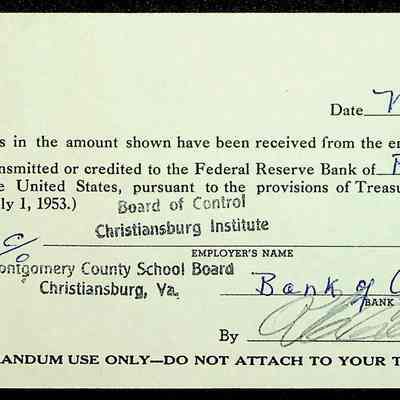 Date
s in the amount shown have been received from the e
nsmitted or credited to the Federal Reserve Bank of
e United States, pursuant to the provisions of Treasu
ly 1, 1953.) Board of Control
Christiansburg Institute
c/o
EMPLOYER'S NAME
ontgomery County School Board
Christiansburg, Va.
Bank of C
BANK
By
ANDUM USE ONLY—DO NOT ATTACH TO YOUR T